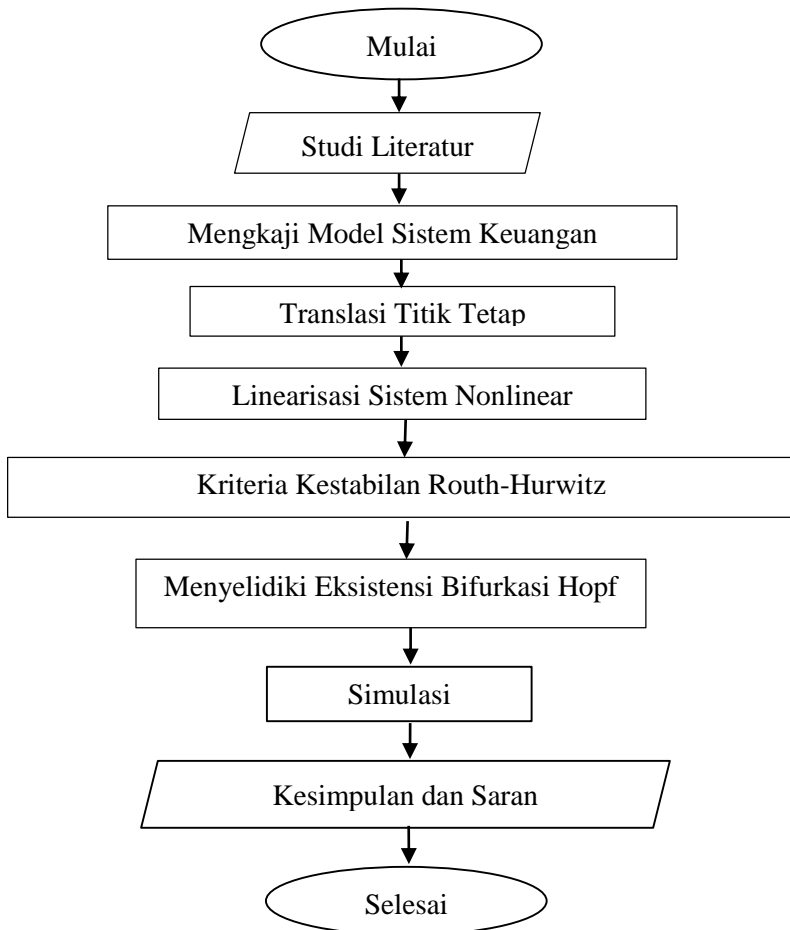 Mulai
Studi Literatur
Mengkaji Model Sistem Keuangan
Translasi Titik Tetap
Linearisasi Sistem Nonlinear
Kriteria Kestabilan Routh-Hurwitz
Menyelidiki Eksistensi Bifurkasi Hopf
Simulasi
Kesimpulan dan Saran
Selesai